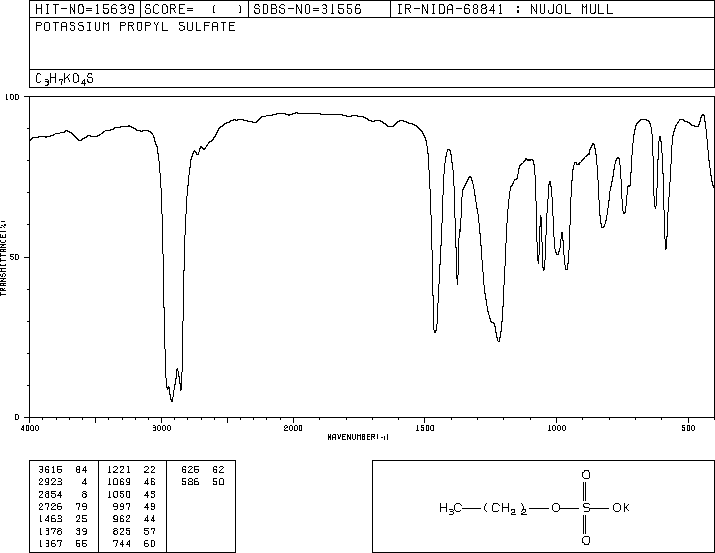 HIT-NO=15639 SCORE= ( ) SDBS-NO=31556 IR-NIDA-68841 : NUJOL MULL
POTASSIUM PROPYL SULFATE
C3H7KO4S
100
50
0
TRANSMITTANCE(%)
4000 3000 2000 1500 1000 500
WAVENUMBER(-1)
3615 84 1221 22 625 62
2923 4 1069 46 586 50
2854 8 1050 45
2726 79 997 49
1463 25 962 44
1378 39 825 57
1367 66 744 60
O
H3C—(CH2)2—O—S—OK
O